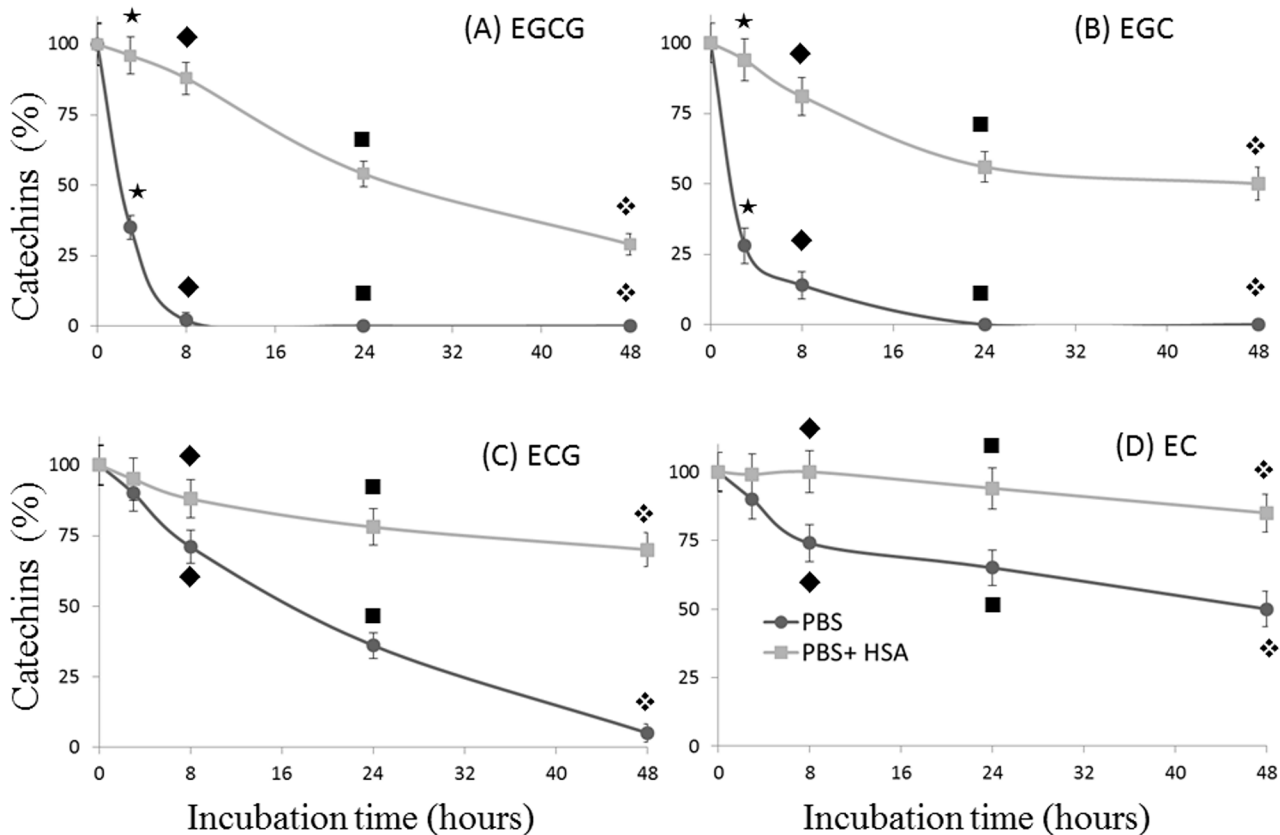 (A) EGCG
Catechins (%)
100
75
50
25
0
0 8 16 24 32 40 48
(B) EGC
100
75
50
25
0
0 8 16 24 32 40 48
(C) ECG
Catechins (%)
100
75
50
25
0
0 8 16 24 32 40 48
Incubation time (hours)
(D) EC
100
75
50
25
0
PBS
PBS+ HSA
0 8 16 24 32 40 48
Incubation time (hours)